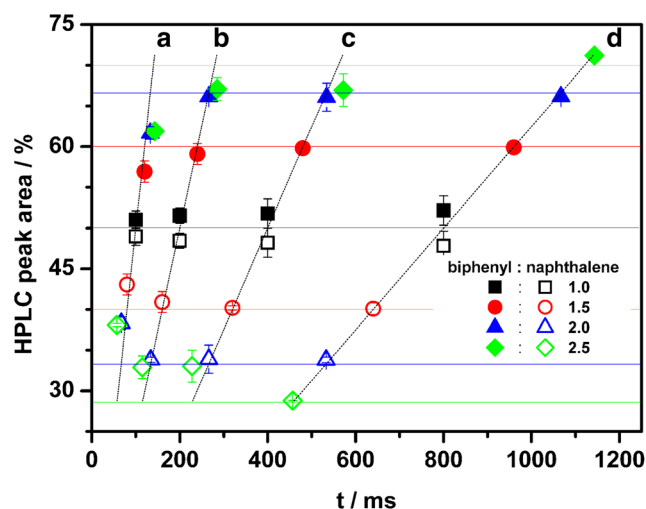 a b c d
75
60
45
30
HPLC peak area / %
biphenyl : naphthalene
: 1.0
: 1.5
: 2.0
: 2.5
0 200 400 600 800 1000 1200
t / ms